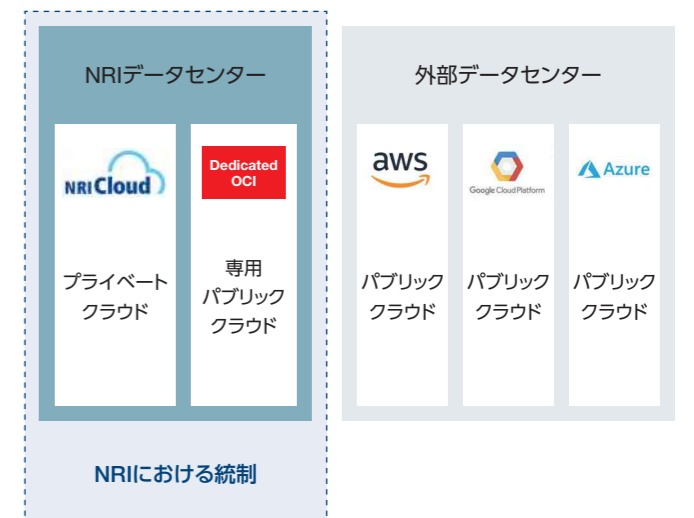 NRIデータセンター
外部データセンター
NRI Cloud
Dedicated
OCI
aws
Google Cloud Platform
Azure
プライベート
クラウド
専用
パブリック
クラウド
パブリック
クラウド
パブリック
クラウド
パブリック
クラウド
NRIにおける統制